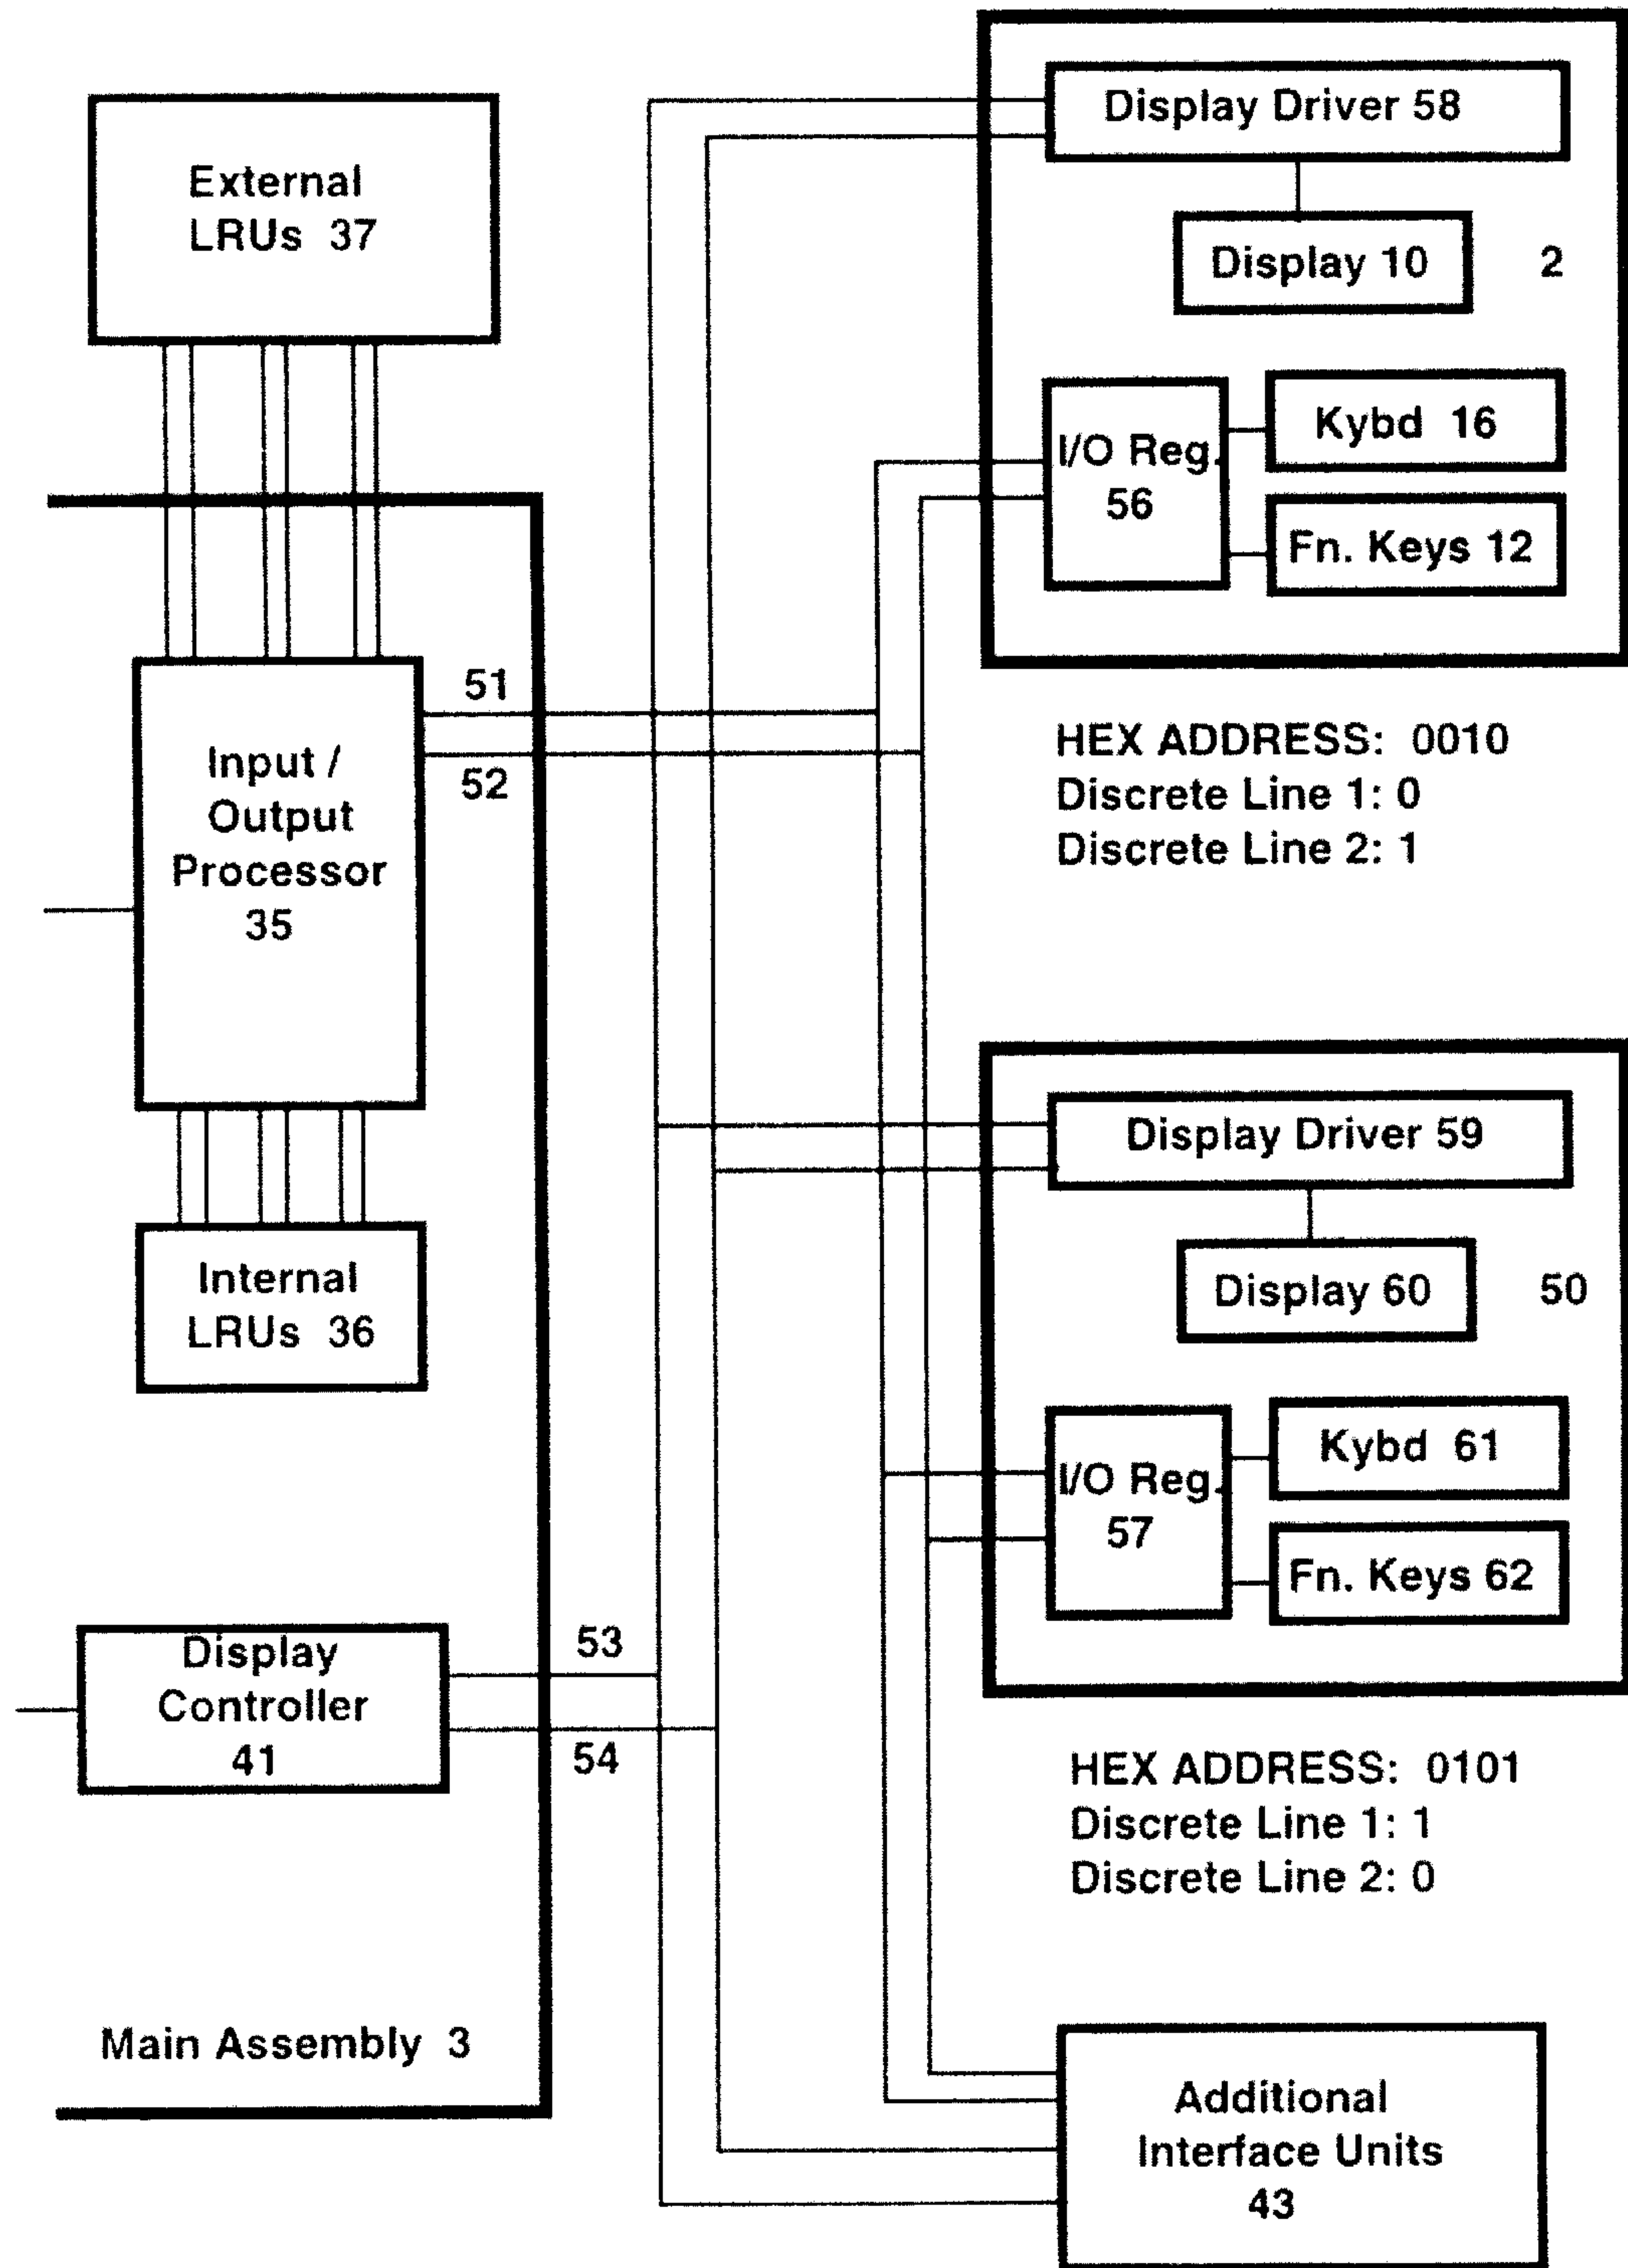 External
LRUs 37
Input /
Output
Processor
35
Internal
LRUs 36
Display
Controller
41
Main Assembly 3
51
52
53
54
Display Driver 58
Display 10
2
I/O Reg.
56
Kybd 16
Fn. Keys 12
HEX ADDRESS: 0010
Discrete Line 1: 0
Discrete Line 2: 1
Display Driver 59
Display 60
50
I/O Reg.
57
Kybd 61
Fn. Keys 62
HEX ADDRESS: 0101
Discrete Line 1: 1
Discrete Line 2: 0
Additional
Interface Units
43